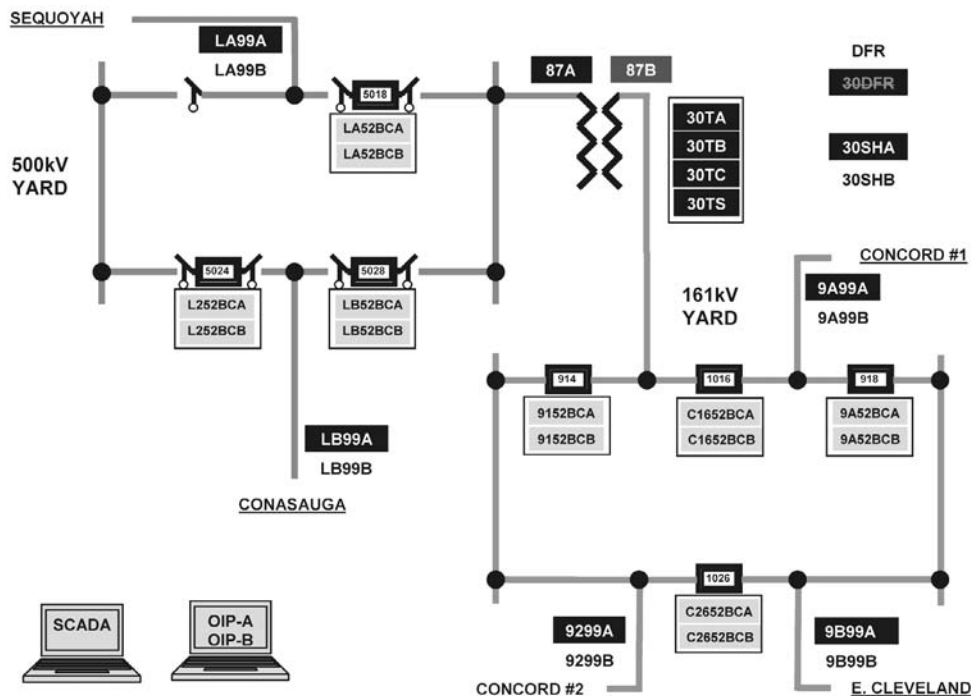 SEQUOYAH
LA99A
LA99B
5018
LA52BCA
LA52BCB
87A
87B
30TA
30TB
30TC
30TS
DFR
30DFR
30SHA
30SHB
500kV
YARD
5024
L252BCA
L252BCB
5028
LB52BCA
LB52BCB
LB99A
LB99B
CONASAUGA
161kV
YARD
CONCORD #1
9A99A
9A99B
914
9152BCA
9152BCB
1016
C1652BCA
C1652BCB
918
9A52BCA
9A52BCB
1026
C2652BCA
C2652BCB
9299A
9299B
CONCORD #2
9B99A
9B99B
E. CLEVELAND
SCADA
OIP-A
OIP-B